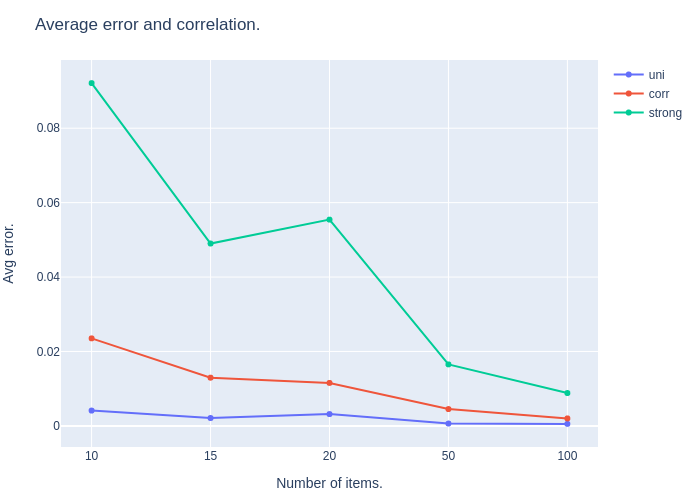 Average error and correlation.
uni
corr
strong
0.08
0.06
0.04
0.02
0
Avg error.
10 15 20 50 100
Number of items.